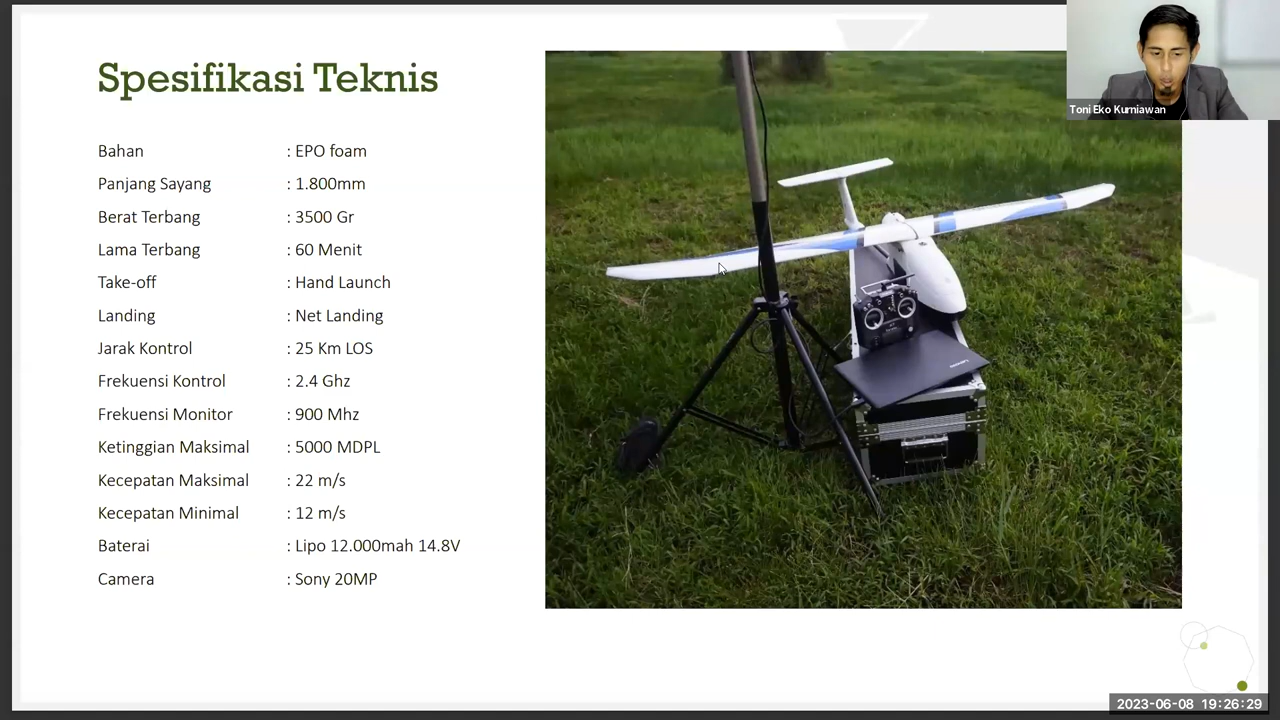 Spesifikasi Teknis
Bahan : EPO foam
Panjang Sayang : 1.800mm
Berat Terbang : 3500 Gr
Lama Terbang : 60 Menit
Take-off : Hand Launch
Landing : Net Landing
Jarak Kontrol : 25 Km LOS
Frekuensi Kontrol : 2.4 Ghz
Frekuensi Monitor : 900 Mhz
Ketinggian Maksimal : 5000 MDPL
Kecepatan Maksimal : 22 m/s
Kecepatan Minimal : 12 m/s
Baterai : Lipo 12.000mah 14.8V
Camera : Sony 20MP
Toni Eko Kurniawan
2023-06-08 19:26:29